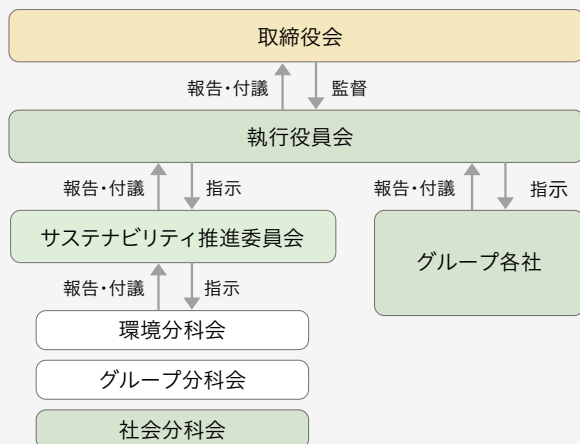 取締役会
報告・付議 監督
執行役員会
報告・付議 指示 報告・付議 指示
サステナビリティ推進委員会
グループ各社
報告・付議 指示
環境分科会
グループ分科会
社会分科会